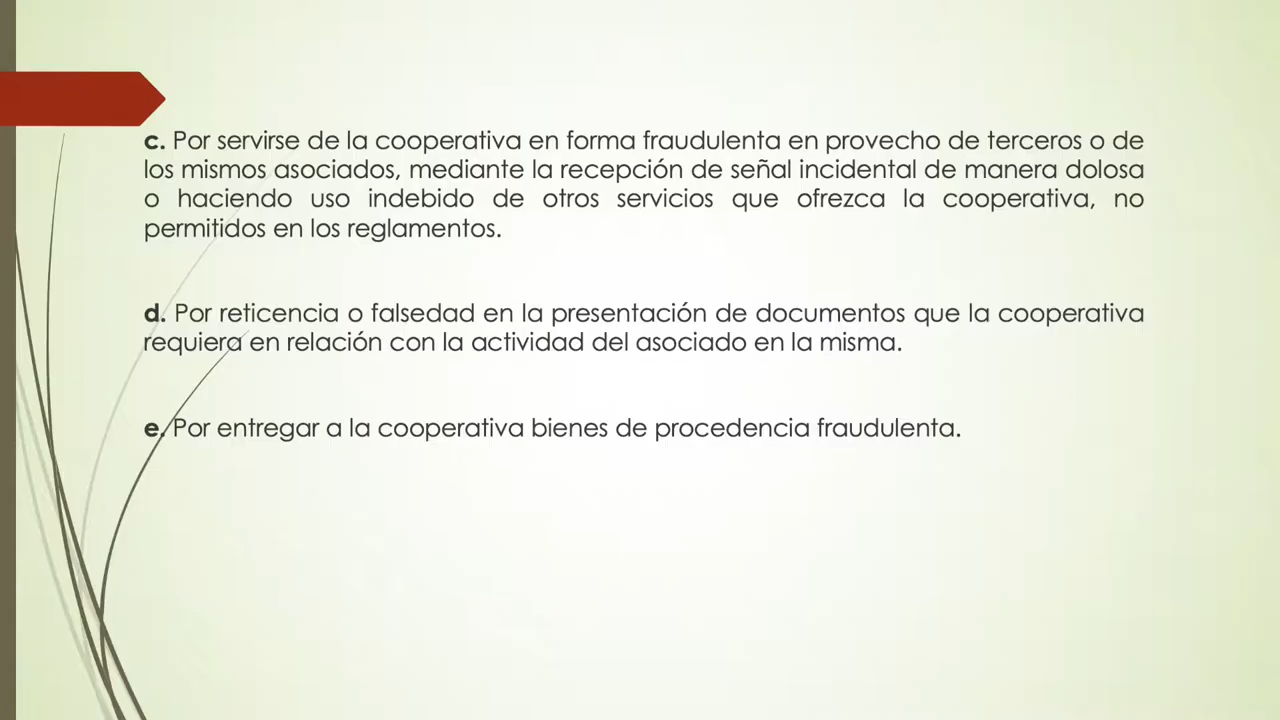 c. Por servirse de la cooperativa en forma fraudulenta en provecho de terceros o de
los mismos asociados, mediante la recepción de señal incidental de manera dolosa
o haciendo uso indebido de otros servicios que ofrezca la cooperativa, no
permitidos en los reglamentos.
d. Por reticencia o falsedad en la presentación de documentos que la cooperativa
requiera en relación con la actividad del asociado en la misma.
e. Por entregar a la cooperativa bienes de procedencia fraudulenta.